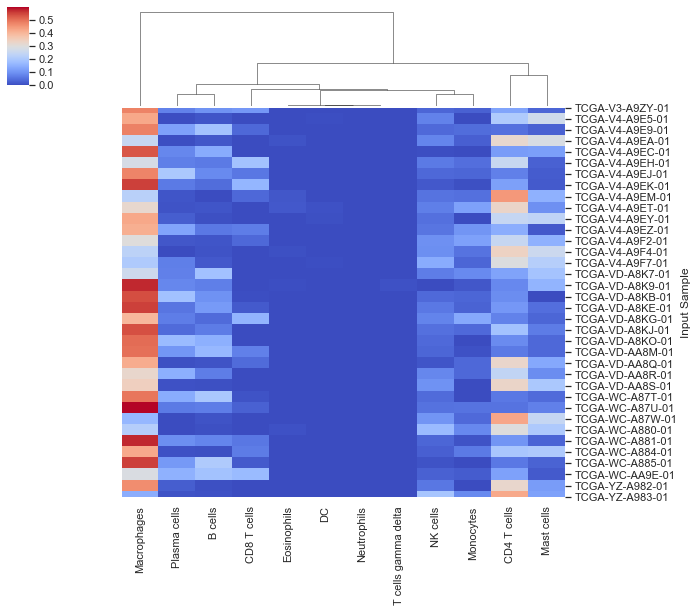 0.5
0.4
0.3
0.2
0.1
0.0
TCGA-V3-A9ZY-01
TCGA-V4-A9E5-01
TCGA-V4-A9E9-01
TCGA-V4-A9EA-01
TCGA-V4-A9EC-01
TCGA-V4-A9EH-01
TCGA-V4-A9EJ-01
TCGA-V4-A9EK-01
TCGA-V4-A9EM-01
TCGA-V4-A9ET-01
TCGA-V4-A9EY-01
TCGA-V4-A9EZ-01
TCGA-V4-A9F2-01
TCGA-V4-A9F4-01
TCGA-V4-A9F7-01
TCGA-VD-A8K7-01
TCGA-VD-A8K9-01
TCGA-VD-A8KB-01
TCGA-VD-A8KE-01
TCGA-VD-A8KG-01
TCGA-VD-A8KJ-01
TCGA-VD-A8KO-01
TCGA-VD-AA8M-01
TCGA-VD-AA8Q-01
TCGA-VD-AA8R-01
TCGA-VD-AA8S-01
TCGA-WC-A87T-01
TCGA-WC-A87U-01
TCGA-WC-A87W-01
TCGA-WC-A880-01
TCGA-WC-A881-01
TCGA-WC-A884-01
TCGA-WC-A885-01
TCGA-WC-AA9E-01
TCGA-YZ-A982-01
TCGA-YZ-A983-01
Input Sample
Macrophages
Plasma cells
B cells
CD8 T cells
Eosinophils
DC
Neutrophils
T cells gamma delta
NK cells
Monocytes
CD4 T cells
Mast cells